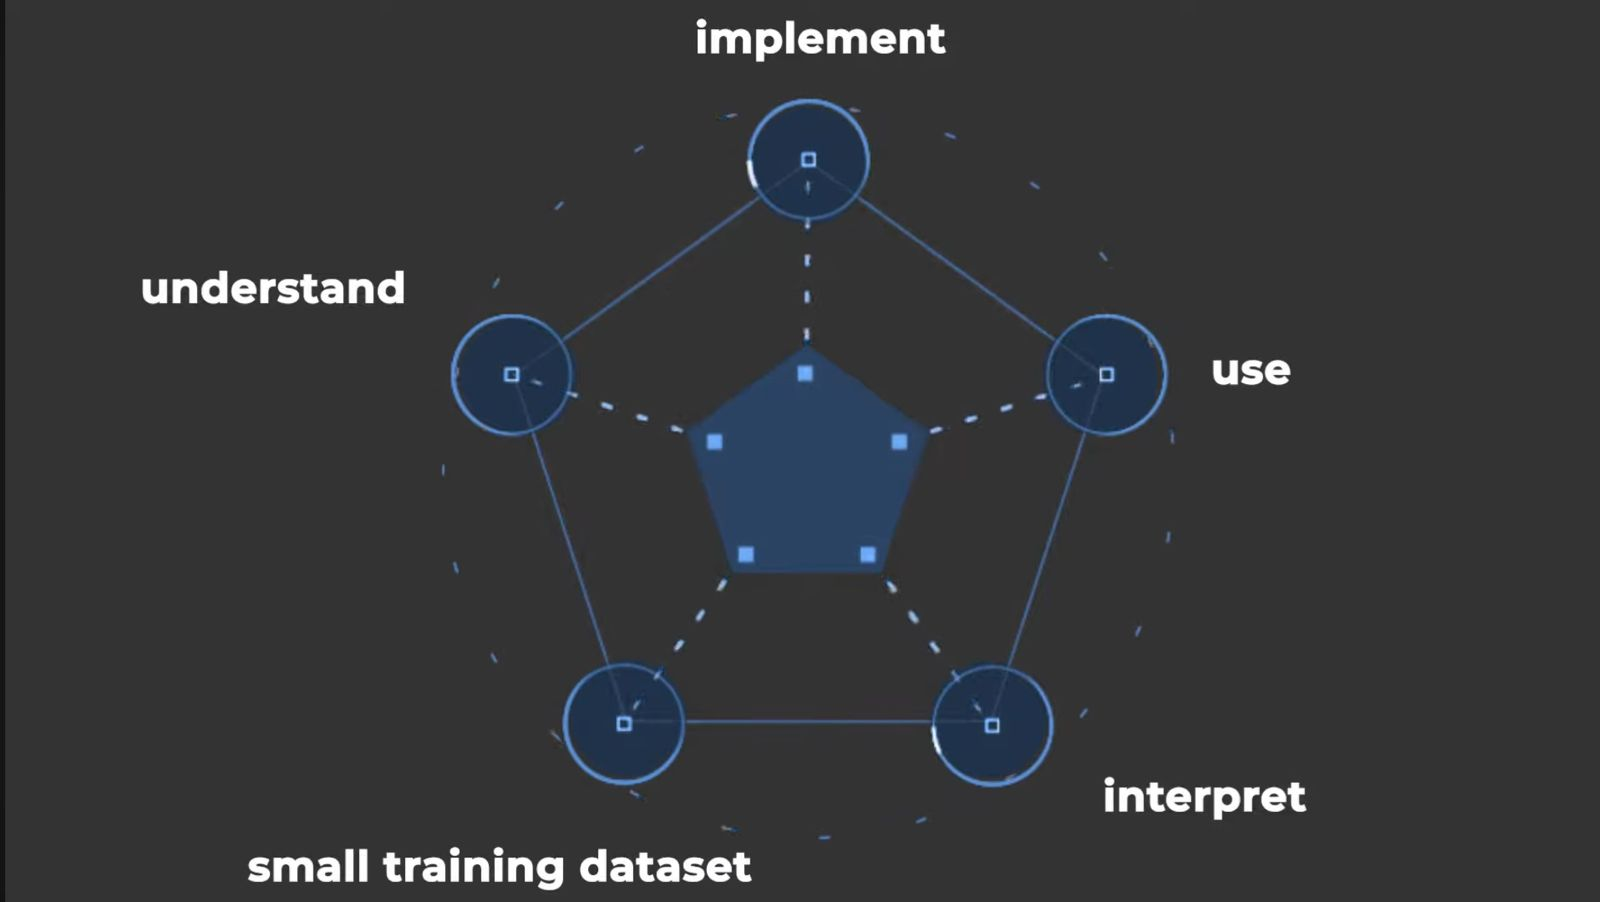 implement
understand
use
interpret
small training dataset